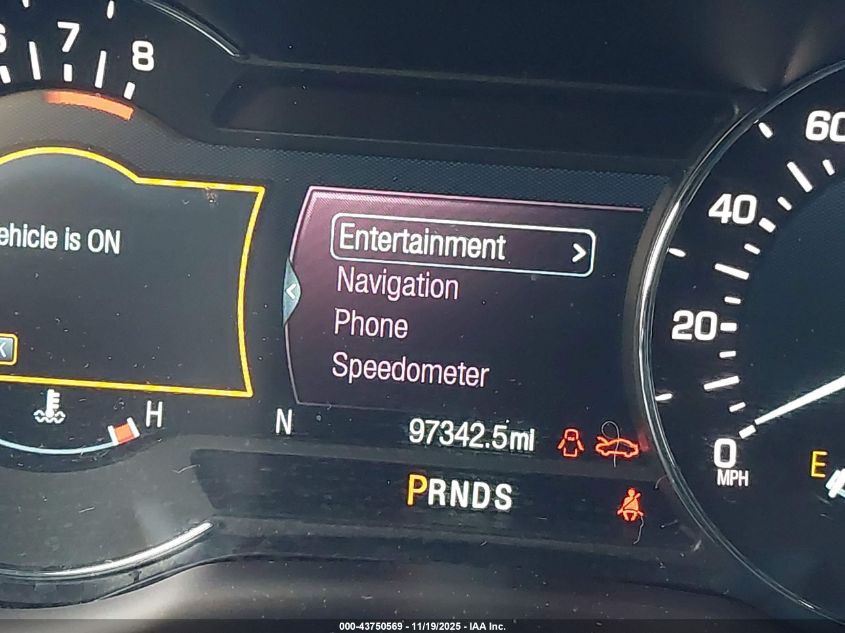 7 8
ehicle is ON
H
Entertainment >
<
Navigation
Phone
Speedometer
N 97342.5ml
PRNDS
60
40
20
0
MPH
E
000-43750569 - 11/19/2025 - IAA Inc.